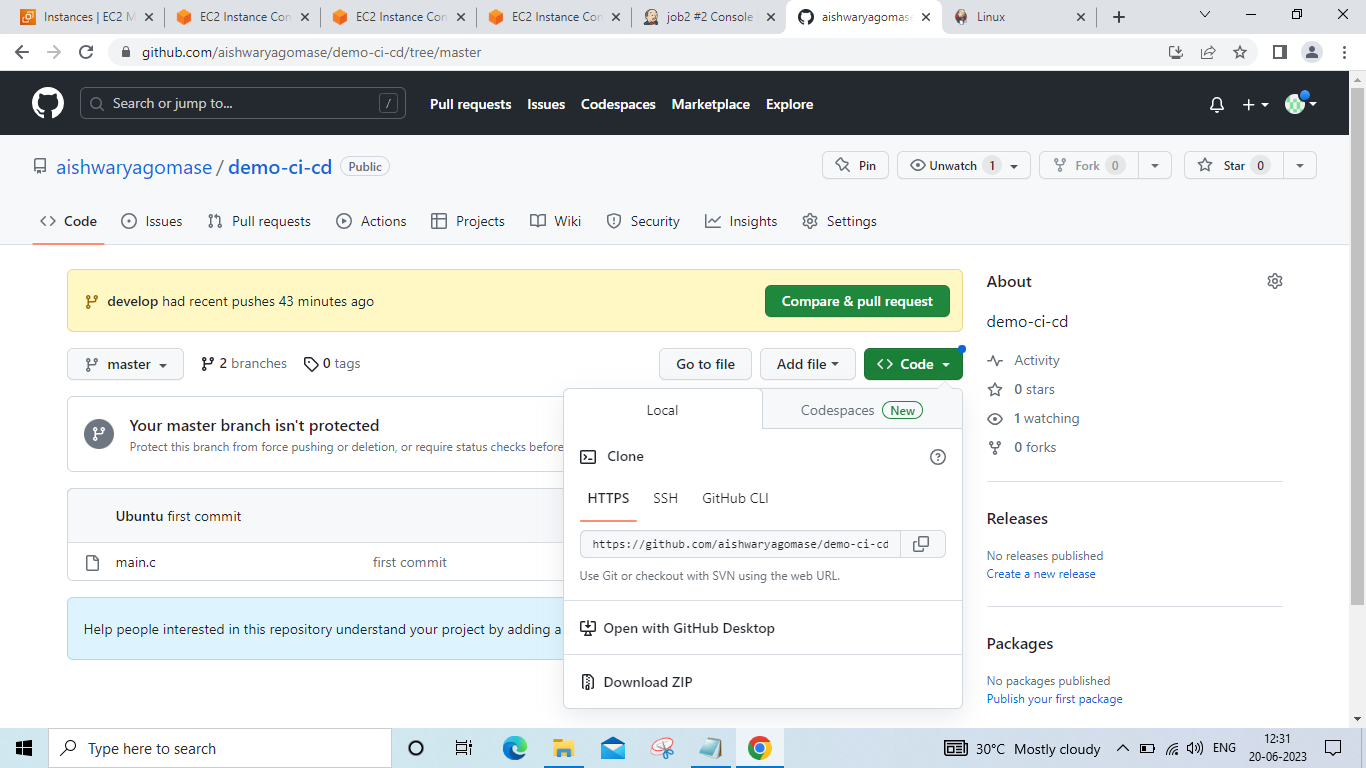 Instances | EC2 M
EC2 Instance Con
EC2 Instance Con
EC2 Instance Con
job2 #2 Console
aishwaryagomase
Linux
github.com/aishwaryagomase/demo-ci-cd/tree/master
Search or jump to...
/
Pull requests
Issues
Codespaces
Marketplace
Explore
aishwaryagomase / demo-ci-cd
Public
Pin
Unwatch 1
Fork 0
Star 0
Code
Issues
Pull requests
Actions
Projects
Wiki
Security
Insights
Settings
develop had recent pushes 43 minutes ago
Compare & pull request
master
2 branches
0 tags
Go to file
Add file
Code
Your master branch isn't protected
Protect this branch from force pushing or deletion, or require status checks before
Ubuntu first commit
main.c
first commit
Help people interested in this repository understand your project by adding a
Local
Codespaces New
Clone
HTTPS
SSH
GitHub CLI
https://github.com/aishwaryagomase/demo-ci-cd
Use Git or checkout with SVN using the web URL.
Open with GitHub Desktop
Download ZIP
About
demo-ci-cd
Activity
0 stars
1 watching
0 forks
Releases
No releases published
Create a new release
Packages
No packages published
Publish your first package
Type here to search
30°C Mostly cloudy
ENG
12:31
20-06-2023